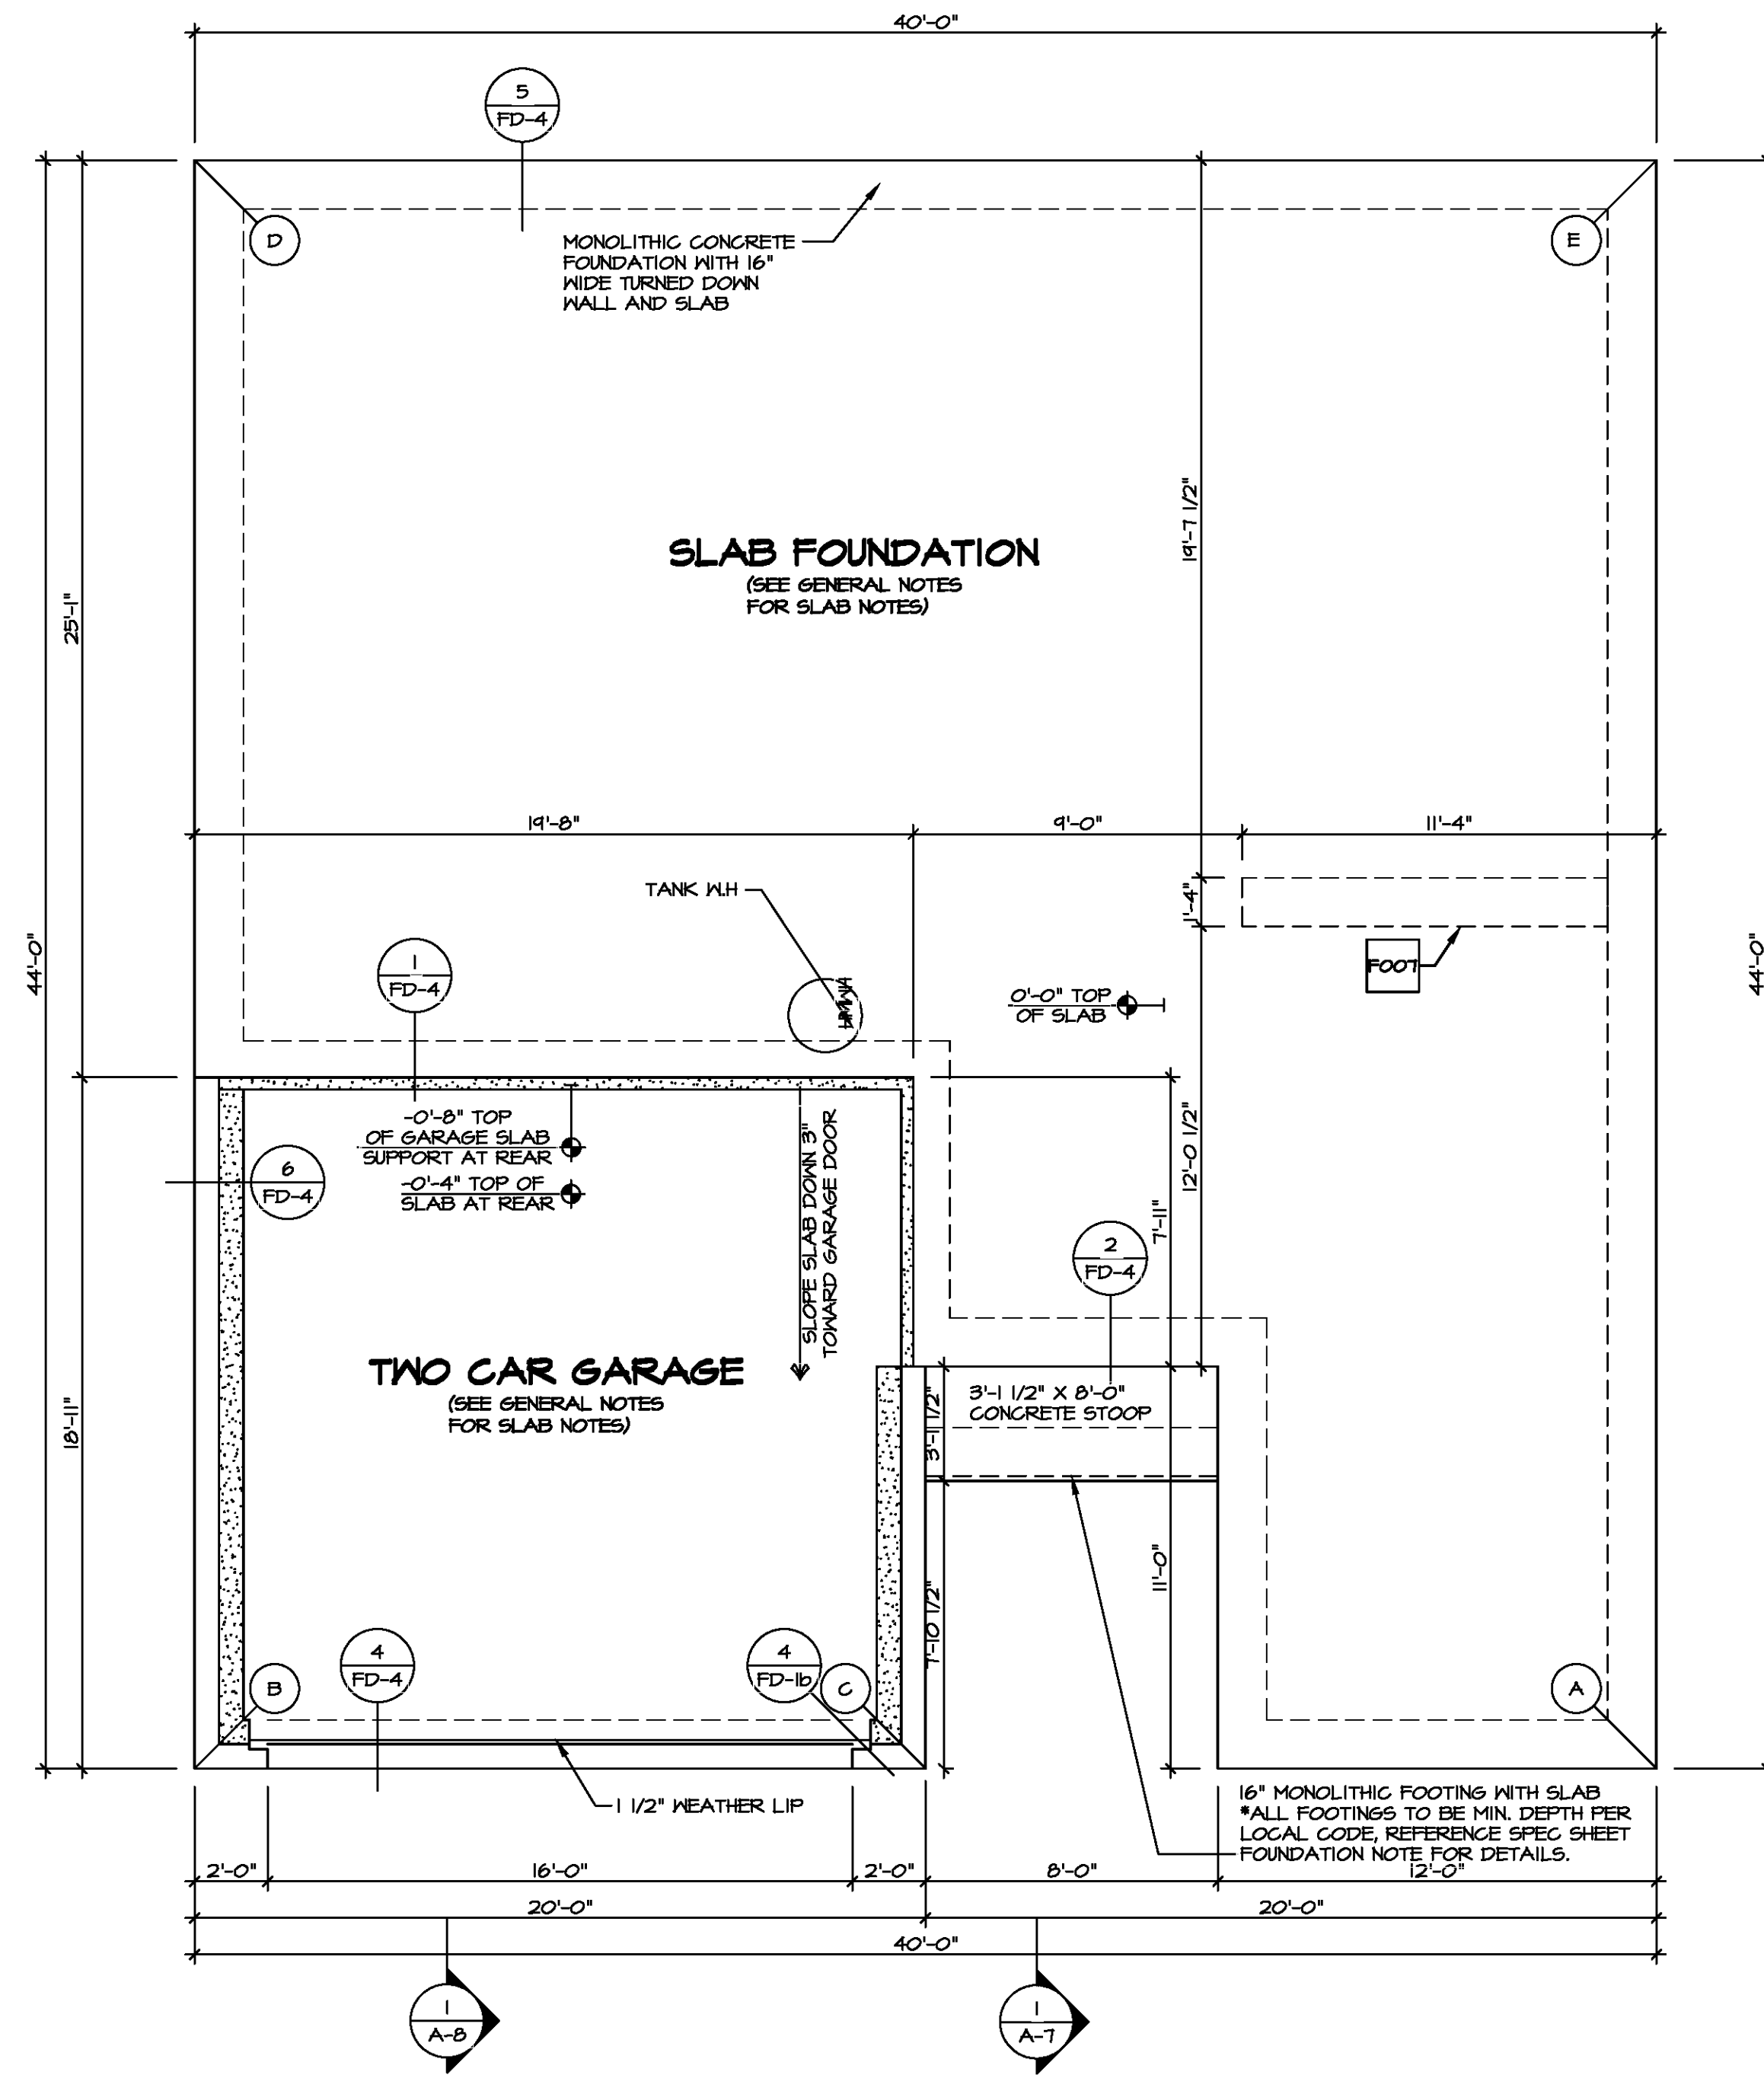 40'-0"
5
FD-4
D
E
MONOLITHIC CONCRETE
FOUNDATION WITH 16"
WIDE TURNED DOWN
WALL AND SLAB
19'-7 1/2"
SLAB FOUNDATION
(SEE GENERAL NOTES
FOR SLAB NOTES)
25'-1"
19'-8"
9'-0"
11'-4"
TANK W.H
1'-4"
44'-0"
44'-0"
FOOT
1
FD-4
0'-0" TOP
OF SLAB
-0'-8" TOP
OF GARAGE SLAB
SUPPORT AT REAR
-0'-4" TOP OF
SLAB AT REAR
6
FD-4
SLOPE SLAB DOWN 3"
TOWARD GARAGE DOOR
12'-0 1/2"
7'-11"
2
FD-4
TWO CAR GARAGE
(SEE GENERAL NOTES
FOR SLAB NOTES)
18'-11"
3'-1 1/2"
3'-1 1/2" X 8'-0"
CONCRETE STOOP
11'-0"
7'-10 1/2"
B
4
FD-4
4
FD-1b
C
A
1 1/2" WEATHER LIP
16" MONOLITHIC FOOTING WITH SLAB
*ALL FOOTINGS TO BE MIN. DEPTH PER
LOCAL CODE, REFERENCE SPEC SHEET
FOUNDATION NOTE FOR DETAILS.
2'-0"
16'-0"
2'-0"
8'-0"
12'-0"
20'-0"
20'-0"
40'-0"
1
A-8
1
A-7